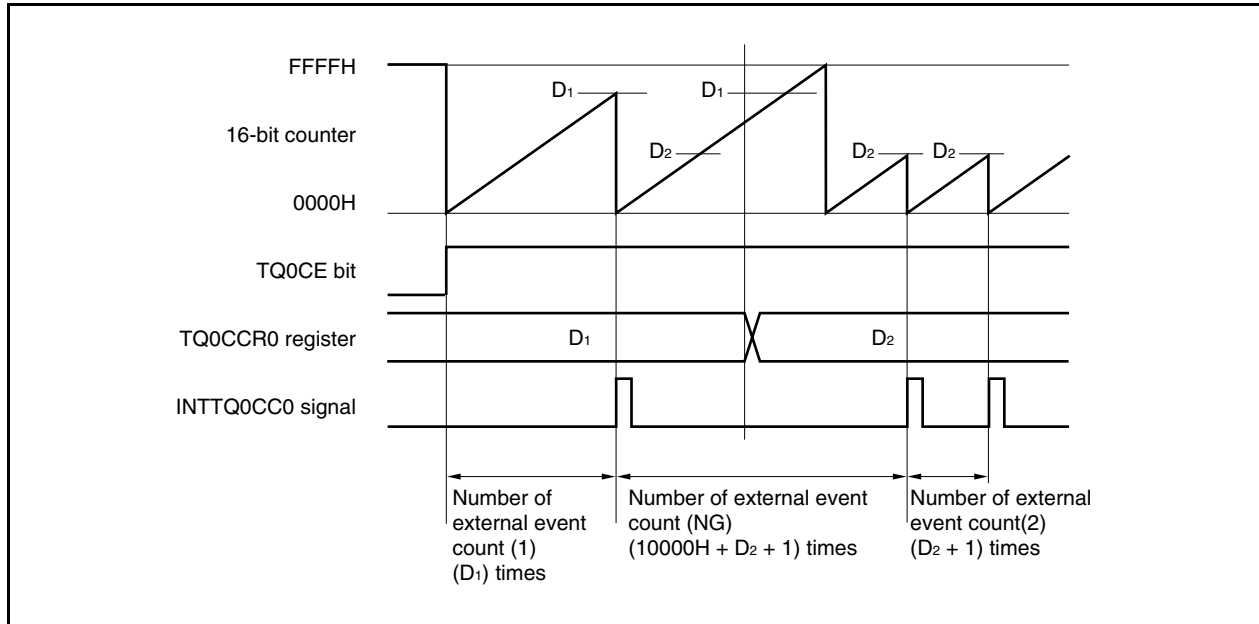 FFFFH
D1
D1
16-bit counter
D2
D2
D2
0000H
TQ0CE bit
TQ0CCR0 register
D1
D2
INTTQ0CC0 signal
Number of
external event
count (1)
(D1) times
Number of external event
count (NG)
(10000H + D2 + 1) times
Number of external
event count(2)
(D2 + 1) times